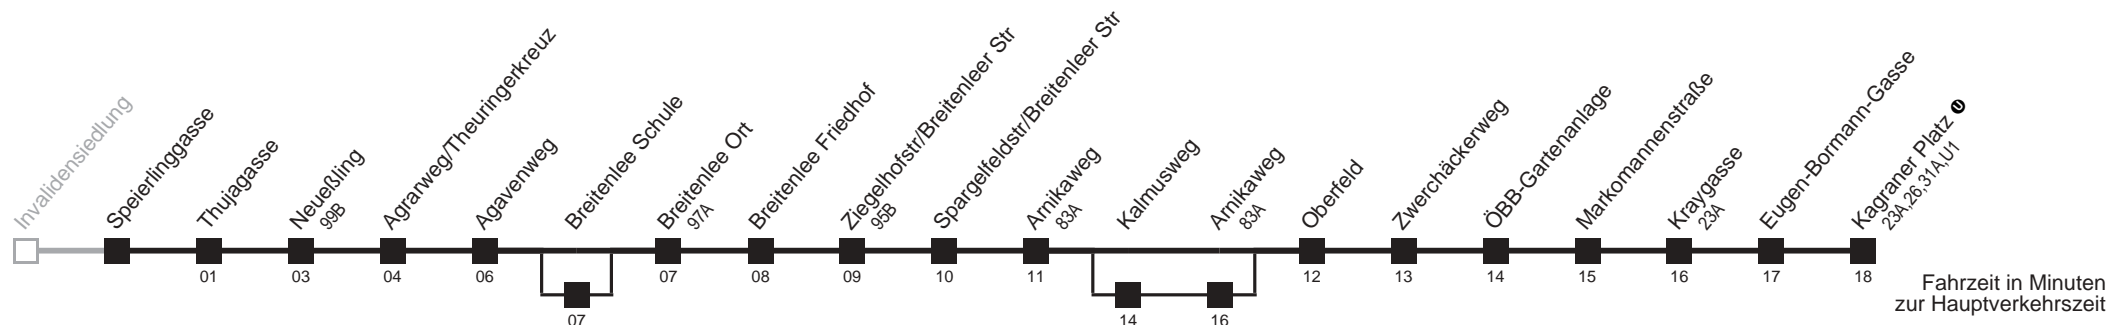 Invalidensiedlung
Speierlinggasse
Thujagasse
01
Neueßling
99B
03
Agrarweg/Theuringerkreuz
04
Agavenweg
06
Breitenlee Schule
07
Breitenlee Ort
97A
07
Breitenlee Friedhof
08
Ziegelhofstr/Breitenleer Str
95B
09
Spargelfeldstr/Breitenleer Str
10
Arnikaweg
83A
11
Kalmusweg
14
Arnikaweg
83A
16
Oberfeld
12
Zwerchäckerweg
13
ÖBB-Gartenanlage
14
Markomannenstraße
15
Kraygasse
23A
16
Eugen-Bormann-Gasse
17
Kagraner Platz U
23A,26,31A,U1
18
Fahrzeit in Minuten
zur Hauptverkehrszeit